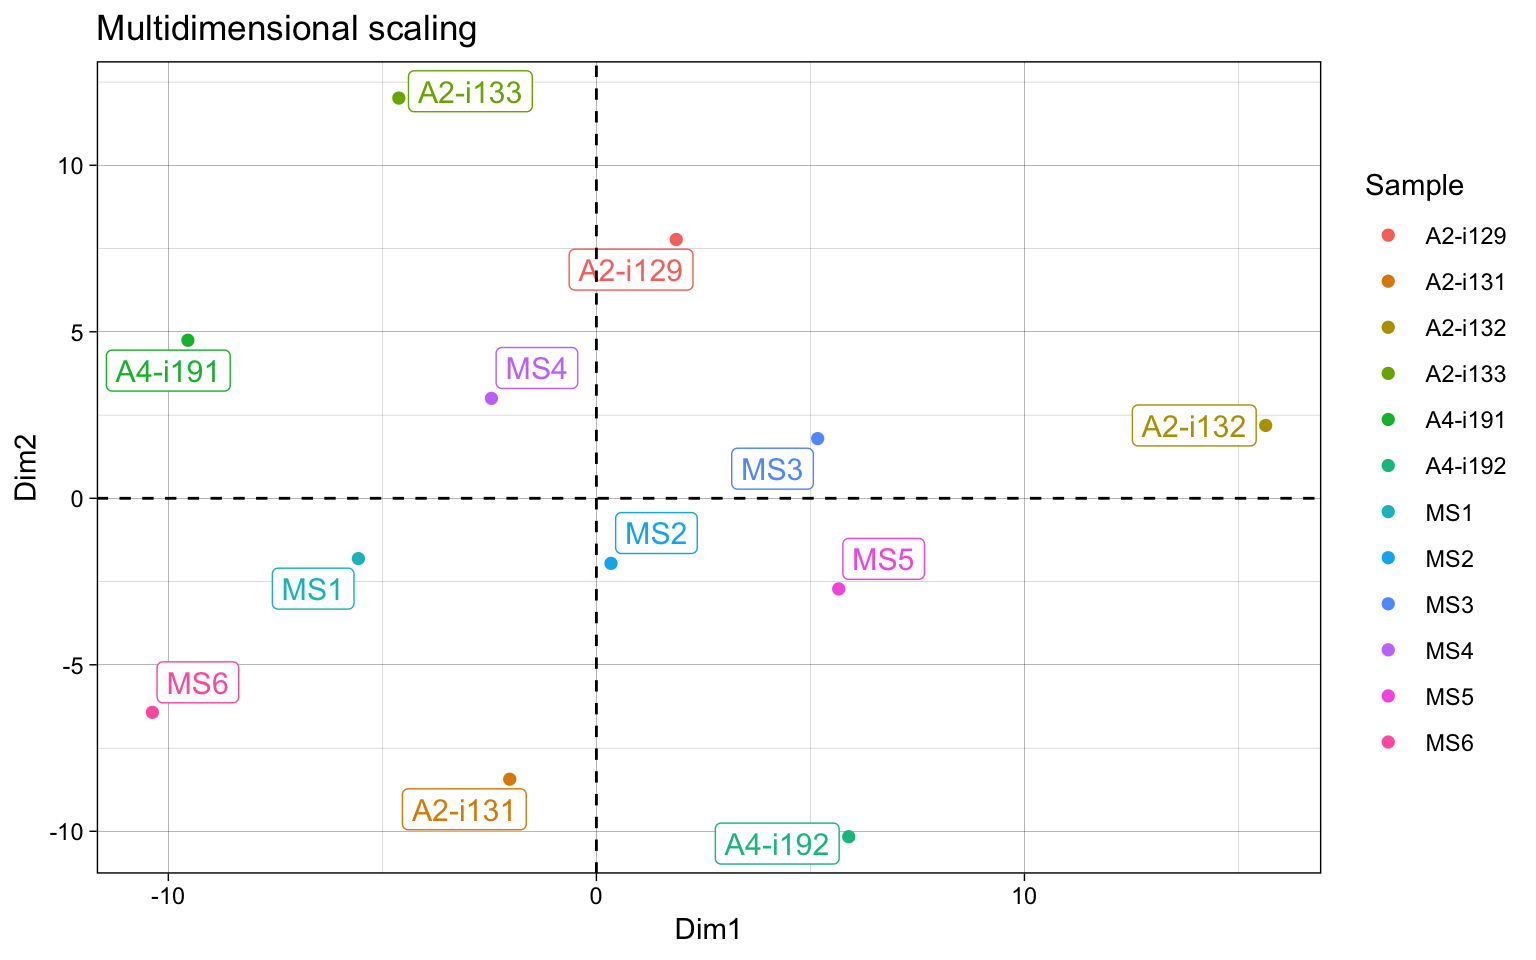 Multidimensional scaling
A2-i133
10
A2-i129
5
A4-i191
MS4
A2-i132
MS3
Dim2
0
MS2
MS5
MS1
-5
MS6
A2-i131
-10
A4-i192
-10
0
10
Dim1
Sample
A2-i129
A2-i131
A2-i132
A2-i133
A4-i191
A4-i192
MS1
MS2
MS3
MS4
MS5
MS6